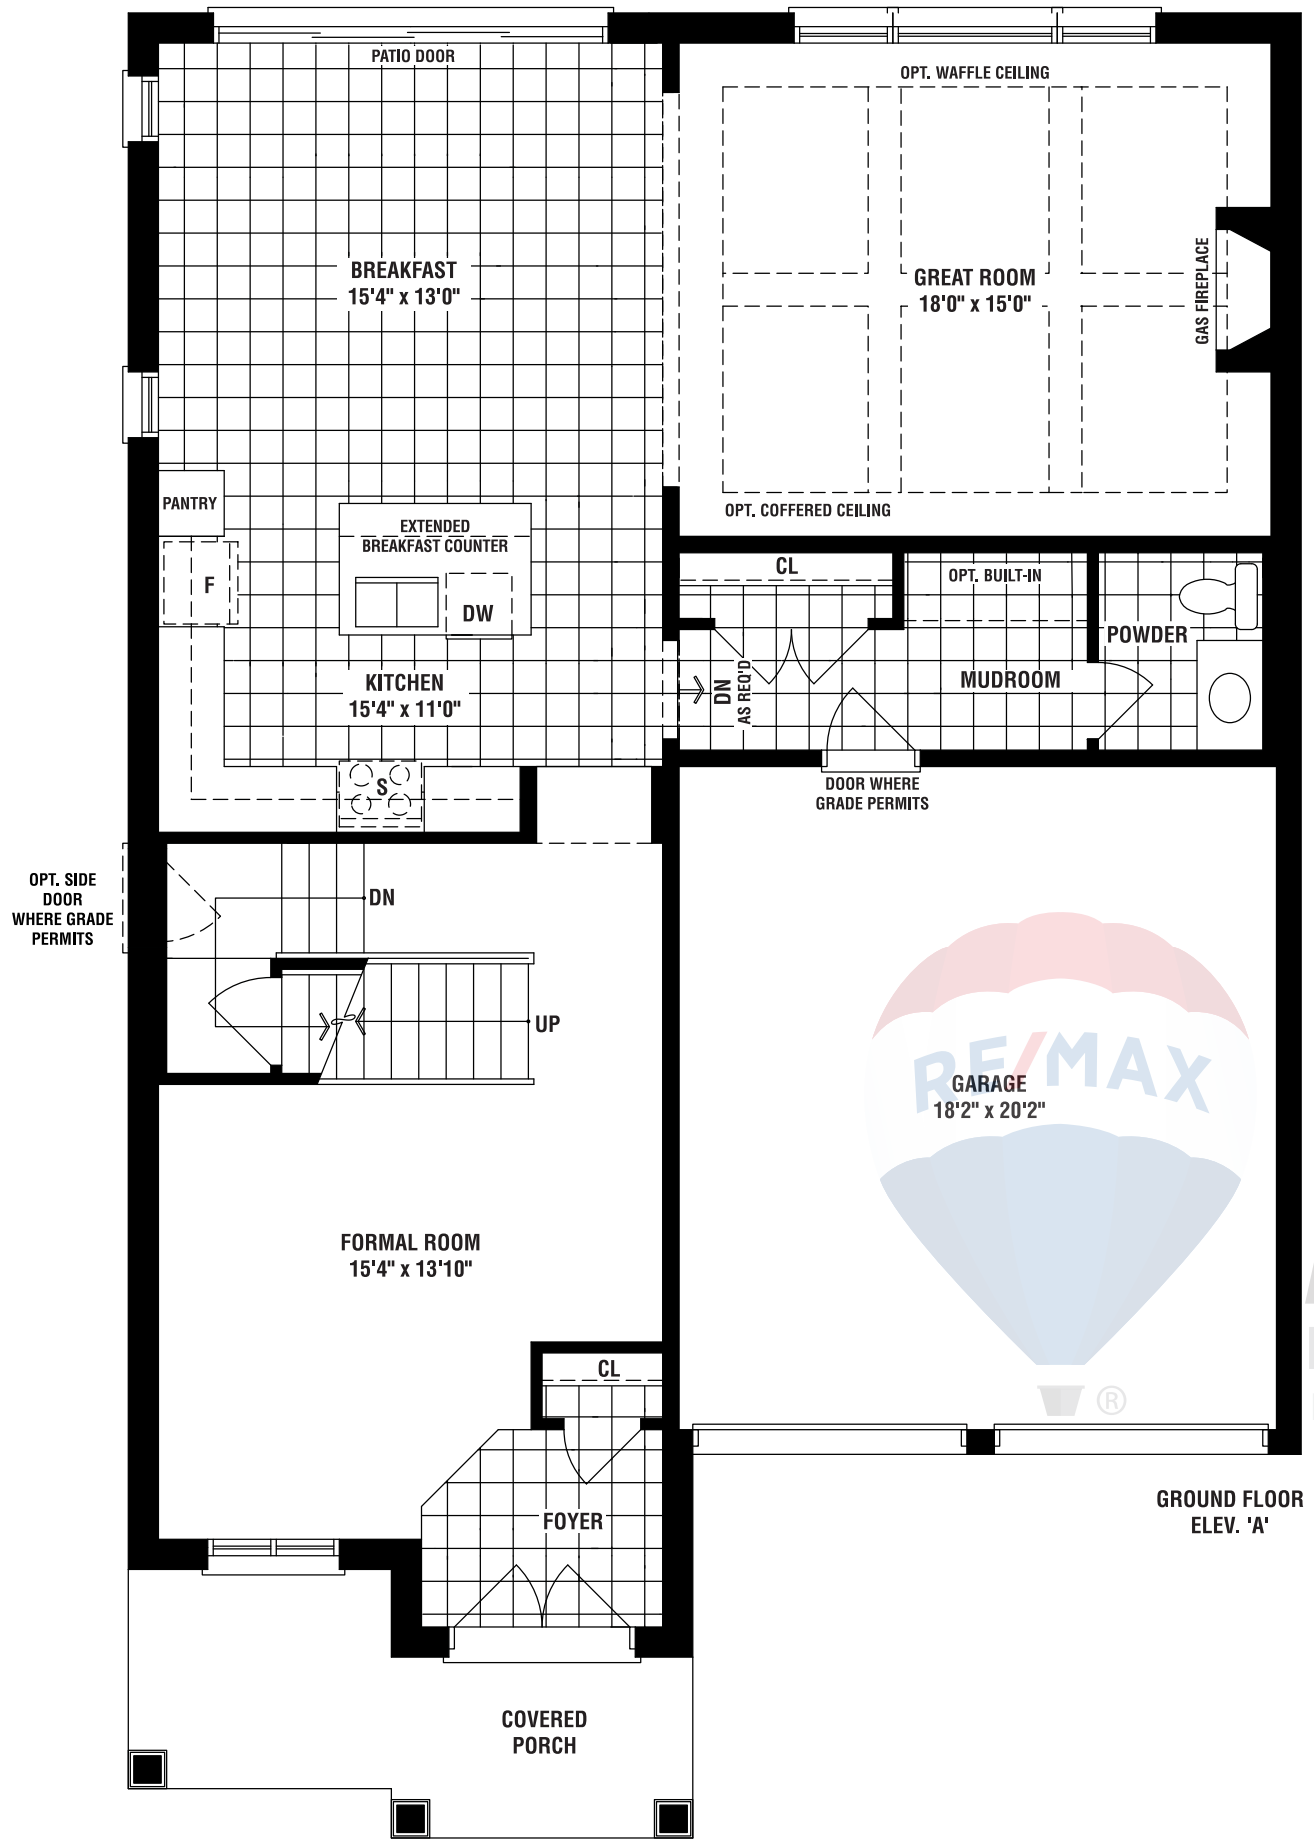 PATIO DOOR
OPT. WAFFLE CEILING
BREAKFAST
15'4" x 13'0"
GREAT ROOM
18'0" x 15'0"
GAS FIREPLACE
PANTRY
EXTENDED
BREAKFAST COUNTER
OPT. COFFERED CEILING
F
DW
CL
OPT. BUILT-IN
POWDER
KITCHEN
15'4" x 11'0"
DN
AS REQ'D
MUDROOM
S
DOOR WHERE
GRADE PERMITS
OPT. SIDE
DOOR
WHERE GRADE
PERMITS
DN
UP
RE/MAX
GARAGE
18'2" x 20'2"
FORMAL ROOM
15'4" x 13'10"
CL
®
FOYER
GROUND FLOOR
ELEV. 'A'
COVERED
PORCH